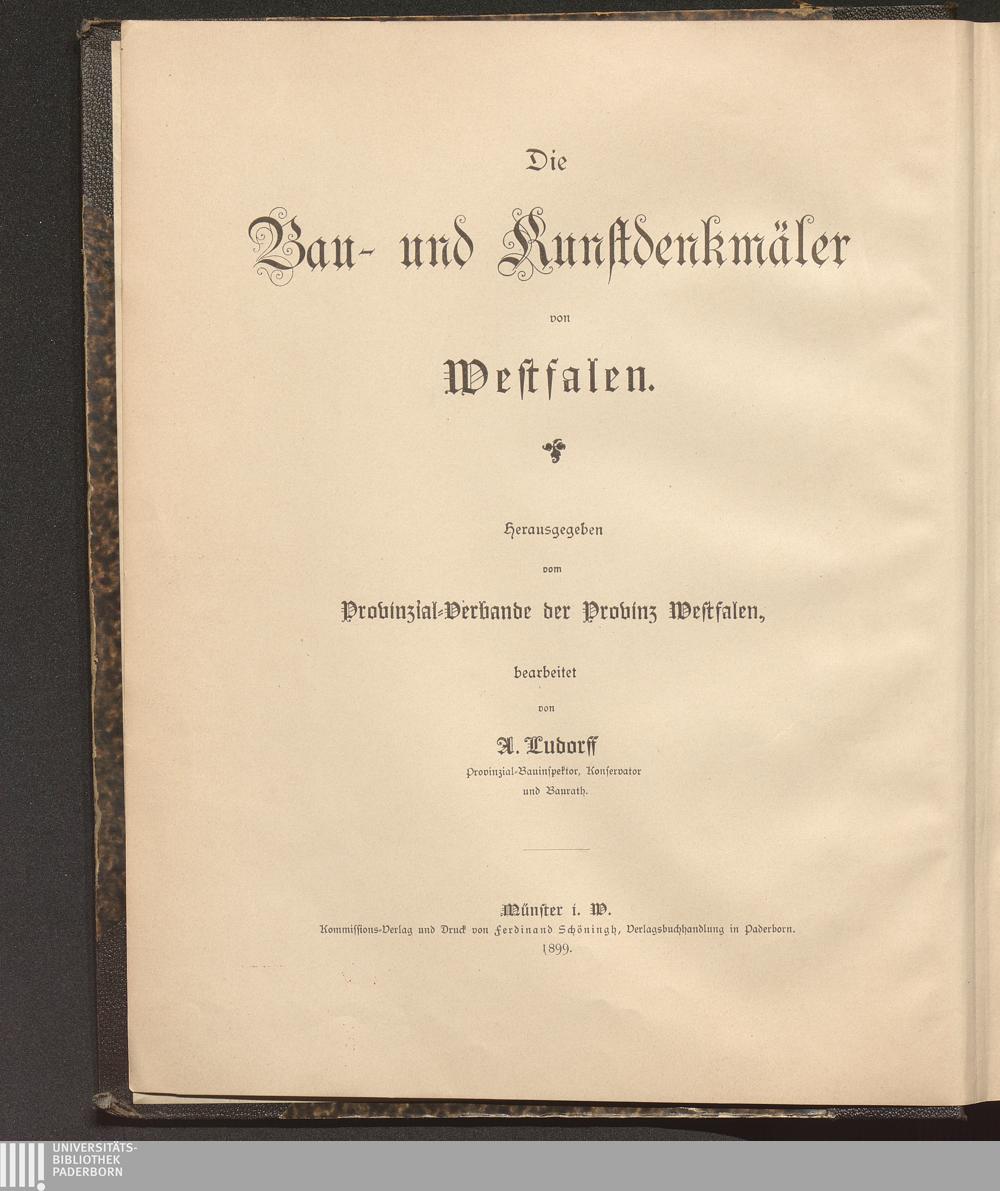 Die
Bau- und Kunſtdenkmäler
von
Weſtfalen.
Herausgegeben
vom
Provinzial-Verbande der Provinz Weſtfalen,
bearbeitet
von
A. Ludorff
Provinzial-Bauinſpektor, Konſervator
und Baurath.
Münſter i. W.
Kommiſſions-Verlag und Druck von Ferdinand Schöningh, Verlagsbuchhandlung in Paderborn.
1899.
UNIVERSITÄTS-
BIBLIOTHEK
PADERBORN